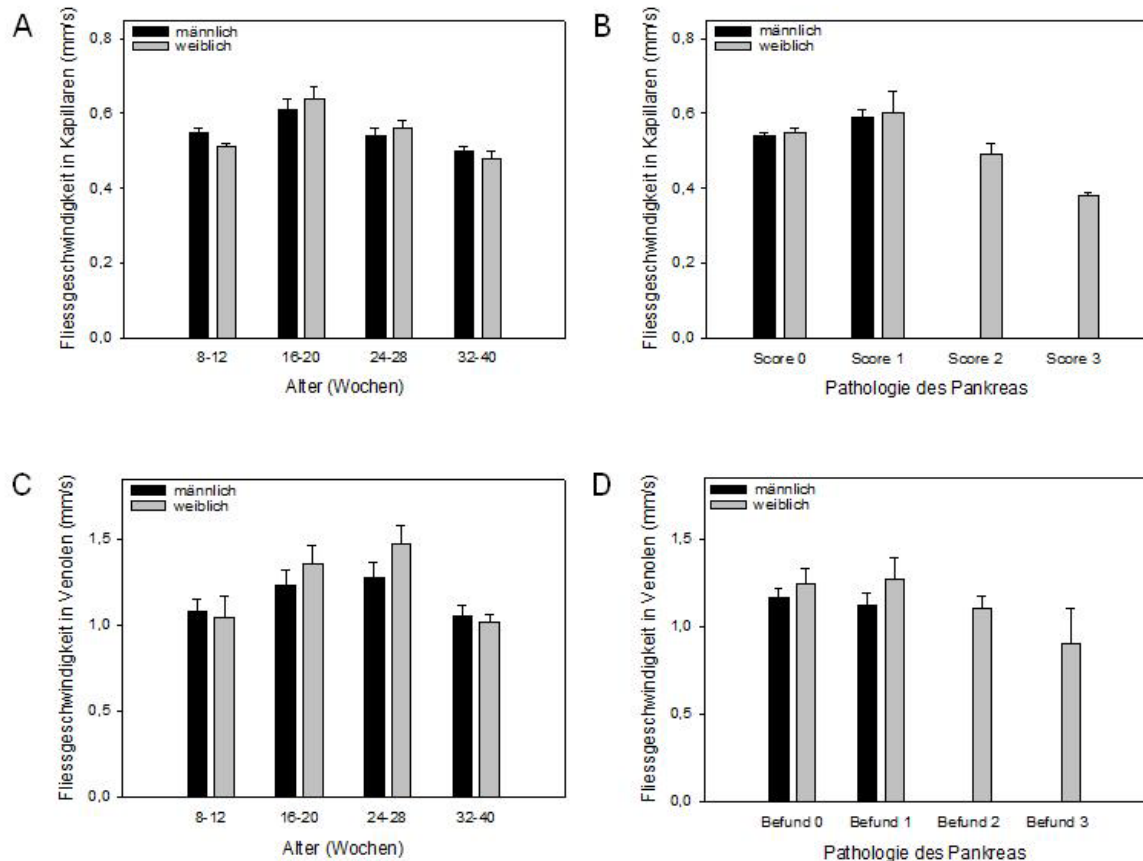 A
Fliessgeschwindigkeit in Kapillaren (mm/s)
männlich
weiblich
0,8
0,6
0,4
0,2
0,0
8-12
16-20
24-28
32-40
Alter (Wochen)
B
Fliessgeschwindigkeit in Kapillaren (mm/s)
männlich
weiblich
0,8
0,6
0,4
0,2
0,0
Score 0
Score 1
Score 2
Score 3
Pathologie des Pankreas
C
Fliessgeschwindigkeit in Venolen (mm/s)
männlich
weiblich
1,5
1,0
0,5
0,0
8-12
16-20
24-28
32-40
Alter (Wochen)
D
Fliessgeschwindigkeit in Venolen (mm/s)
männlich
weiblich
1,5
1,0
0,5
0,0
Befund 0
Befund 1
Befund 2
Befund 3
Pathologie des Pankreas